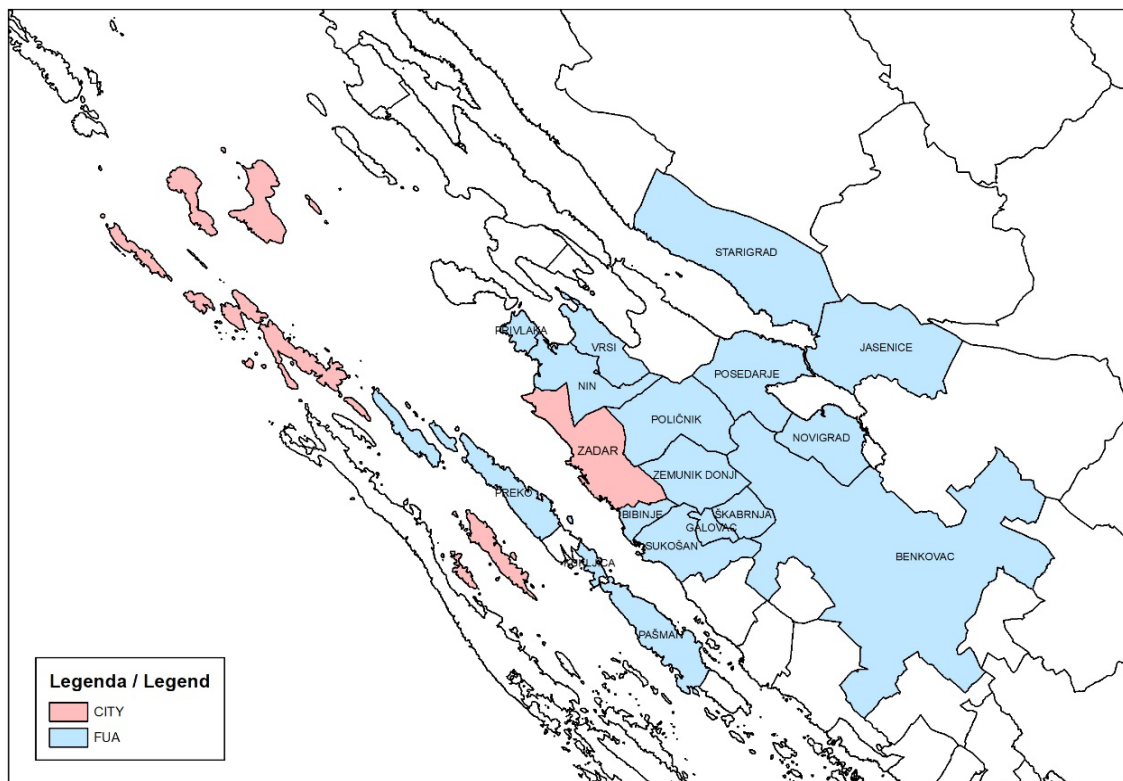 STARIGRAD
PRIVLAKA
VRSI
JASENICE
POSEDARJE
NIN
POLIČNIK
NOVIGRAD
ZADAR
ZEMUNIK DONJI
PREKO
BIBINJE
ŠKABRNJA
GALOVAC
SUKOŠAN
BENKOVAC
KUKLJICA
PAŠMAN
Legenda / Legend
CITY
FUA